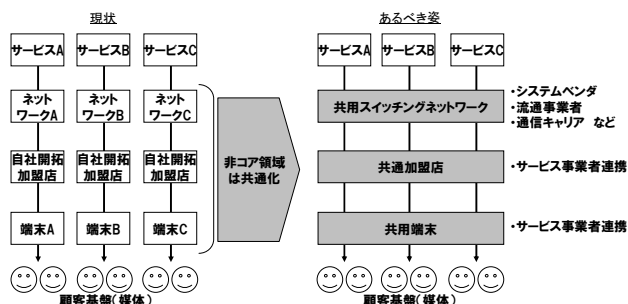 現状
サービスA
サービスB
サービスC
ネット
ワークA
ネット
ワークB
ネット
ワークC
自社開拓
加盟店
自社開拓
加盟店
自社開拓
加盟店
端末A
端末B
端末C
顧客基盤(媒体)
非コア領域
は共通化
あるべき姿
サービスA
サービスB
サービスC
共用スイッチングネットワーク
・システムベンダ
・流通事業者
・通信キャリア など
共通加盟店
・サービス事業者連携
共用端末
・サービス事業者連携
顧客基盤(媒体)